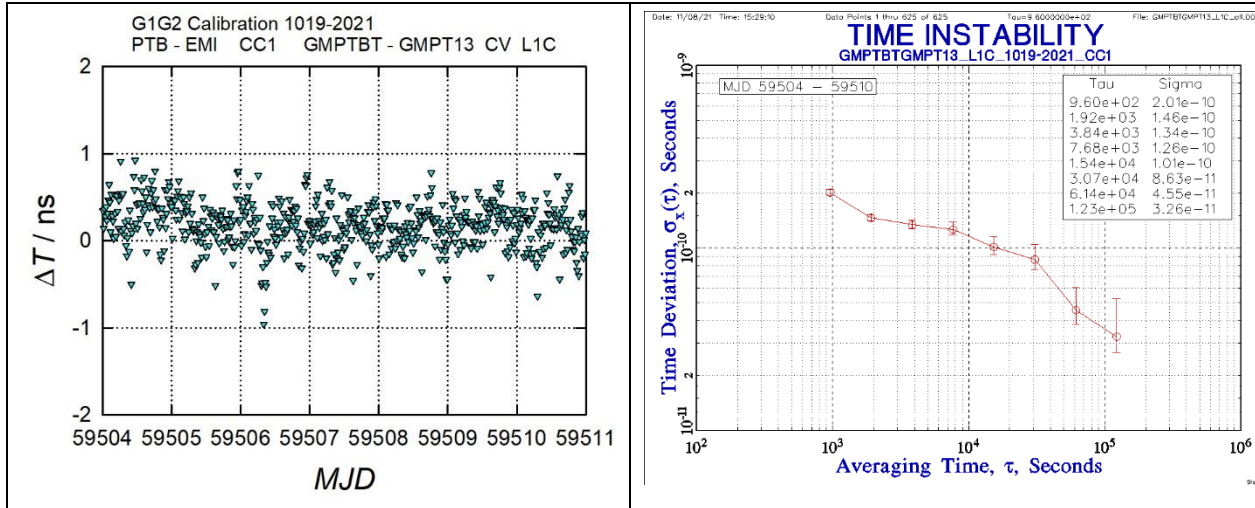 G1G2 Calibration 1019-2021
PTB - EMI CC1 GMPTBT - GMPT13 CV L1C
2
1
0
-1
-2
ΔT / ns
59504 59505 59506 59507 59508 59509 59510 59511
MJD
Date: 11/08/21 Time: 15:29:10 Data Points 1 thru 625 of 625 Tau=9.6000000e+02 File: GMPTBTGMPT13_L1C_all.00
TIME INSTABILITY
GMPTBTGMPT13_L1C_1019-2021_CC1
MJD 59504 – 59510
Tau Sigma
9.60e+02 2.01e-10
1.92e+03 1.46e-10
3.84e+03 1.34e-10
7.68e+03 1.26e-10
1.54e+04 1.01e-10
3.07e+04 8.63e-11
6.14e+04 4.55e-11
1.23e+05 3.26e-11
10⁻⁹
2
10⁻¹⁰
2
10⁻¹¹
Time Deviation, σₓ(τ), Seconds
10² 10³ 10⁴ 10⁵ 10⁶
Averaging Time, τ, Seconds